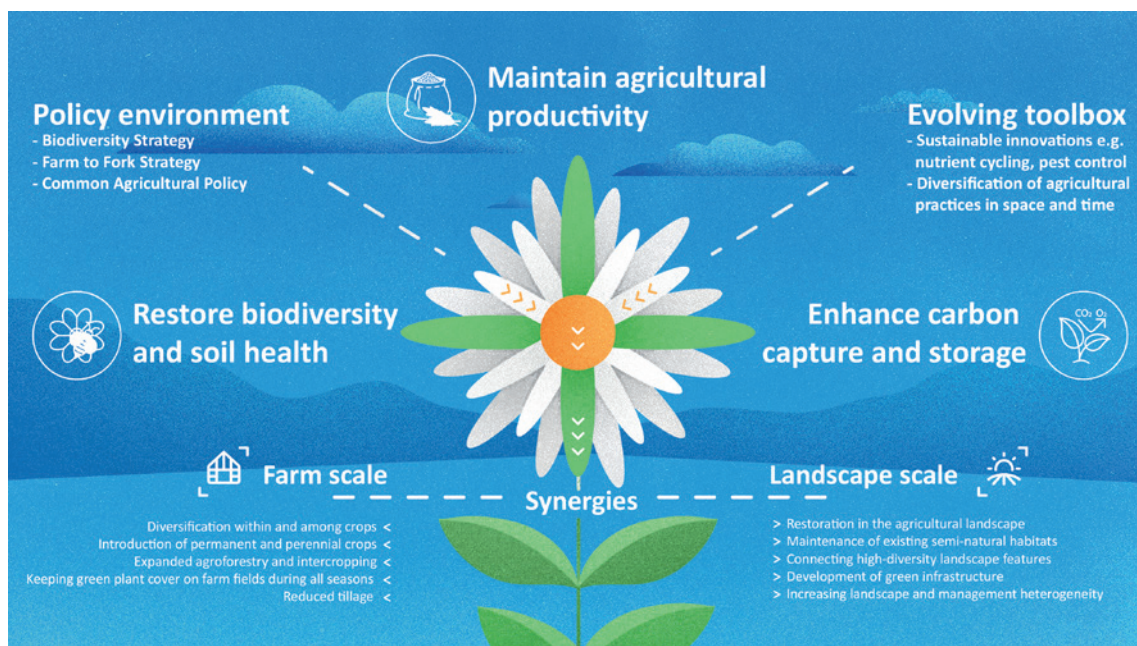 Maintain agricultural
productivity
Policy environment
- Biodiversity Strategy
- Farm to Fork Strategy
- Common Agricultural Policy
Evolving toolbox
- Sustainable innovations e.g.
nutrient cycling, pest control
- Diversification of agricultural
practices in space and time
Restore biodiversity
and soil health
Enhance carbon
capture and storage
CO₂ O₂
Farm scale
Diversification within and among crops <
Introduction of permanent and perennial crops <
Expanded agroforestry and intercropping <
Keeping green plant cover on farm fields during all seasons <
Reduced tillage <
Synergies
Landscape scale
> Restoration in the agricultural landscape
> Maintenance of existing semi-natural habitats
> Connecting high-diversity landscape features
> Development of green infrastructure
> Increasing landscape and management heterogeneity